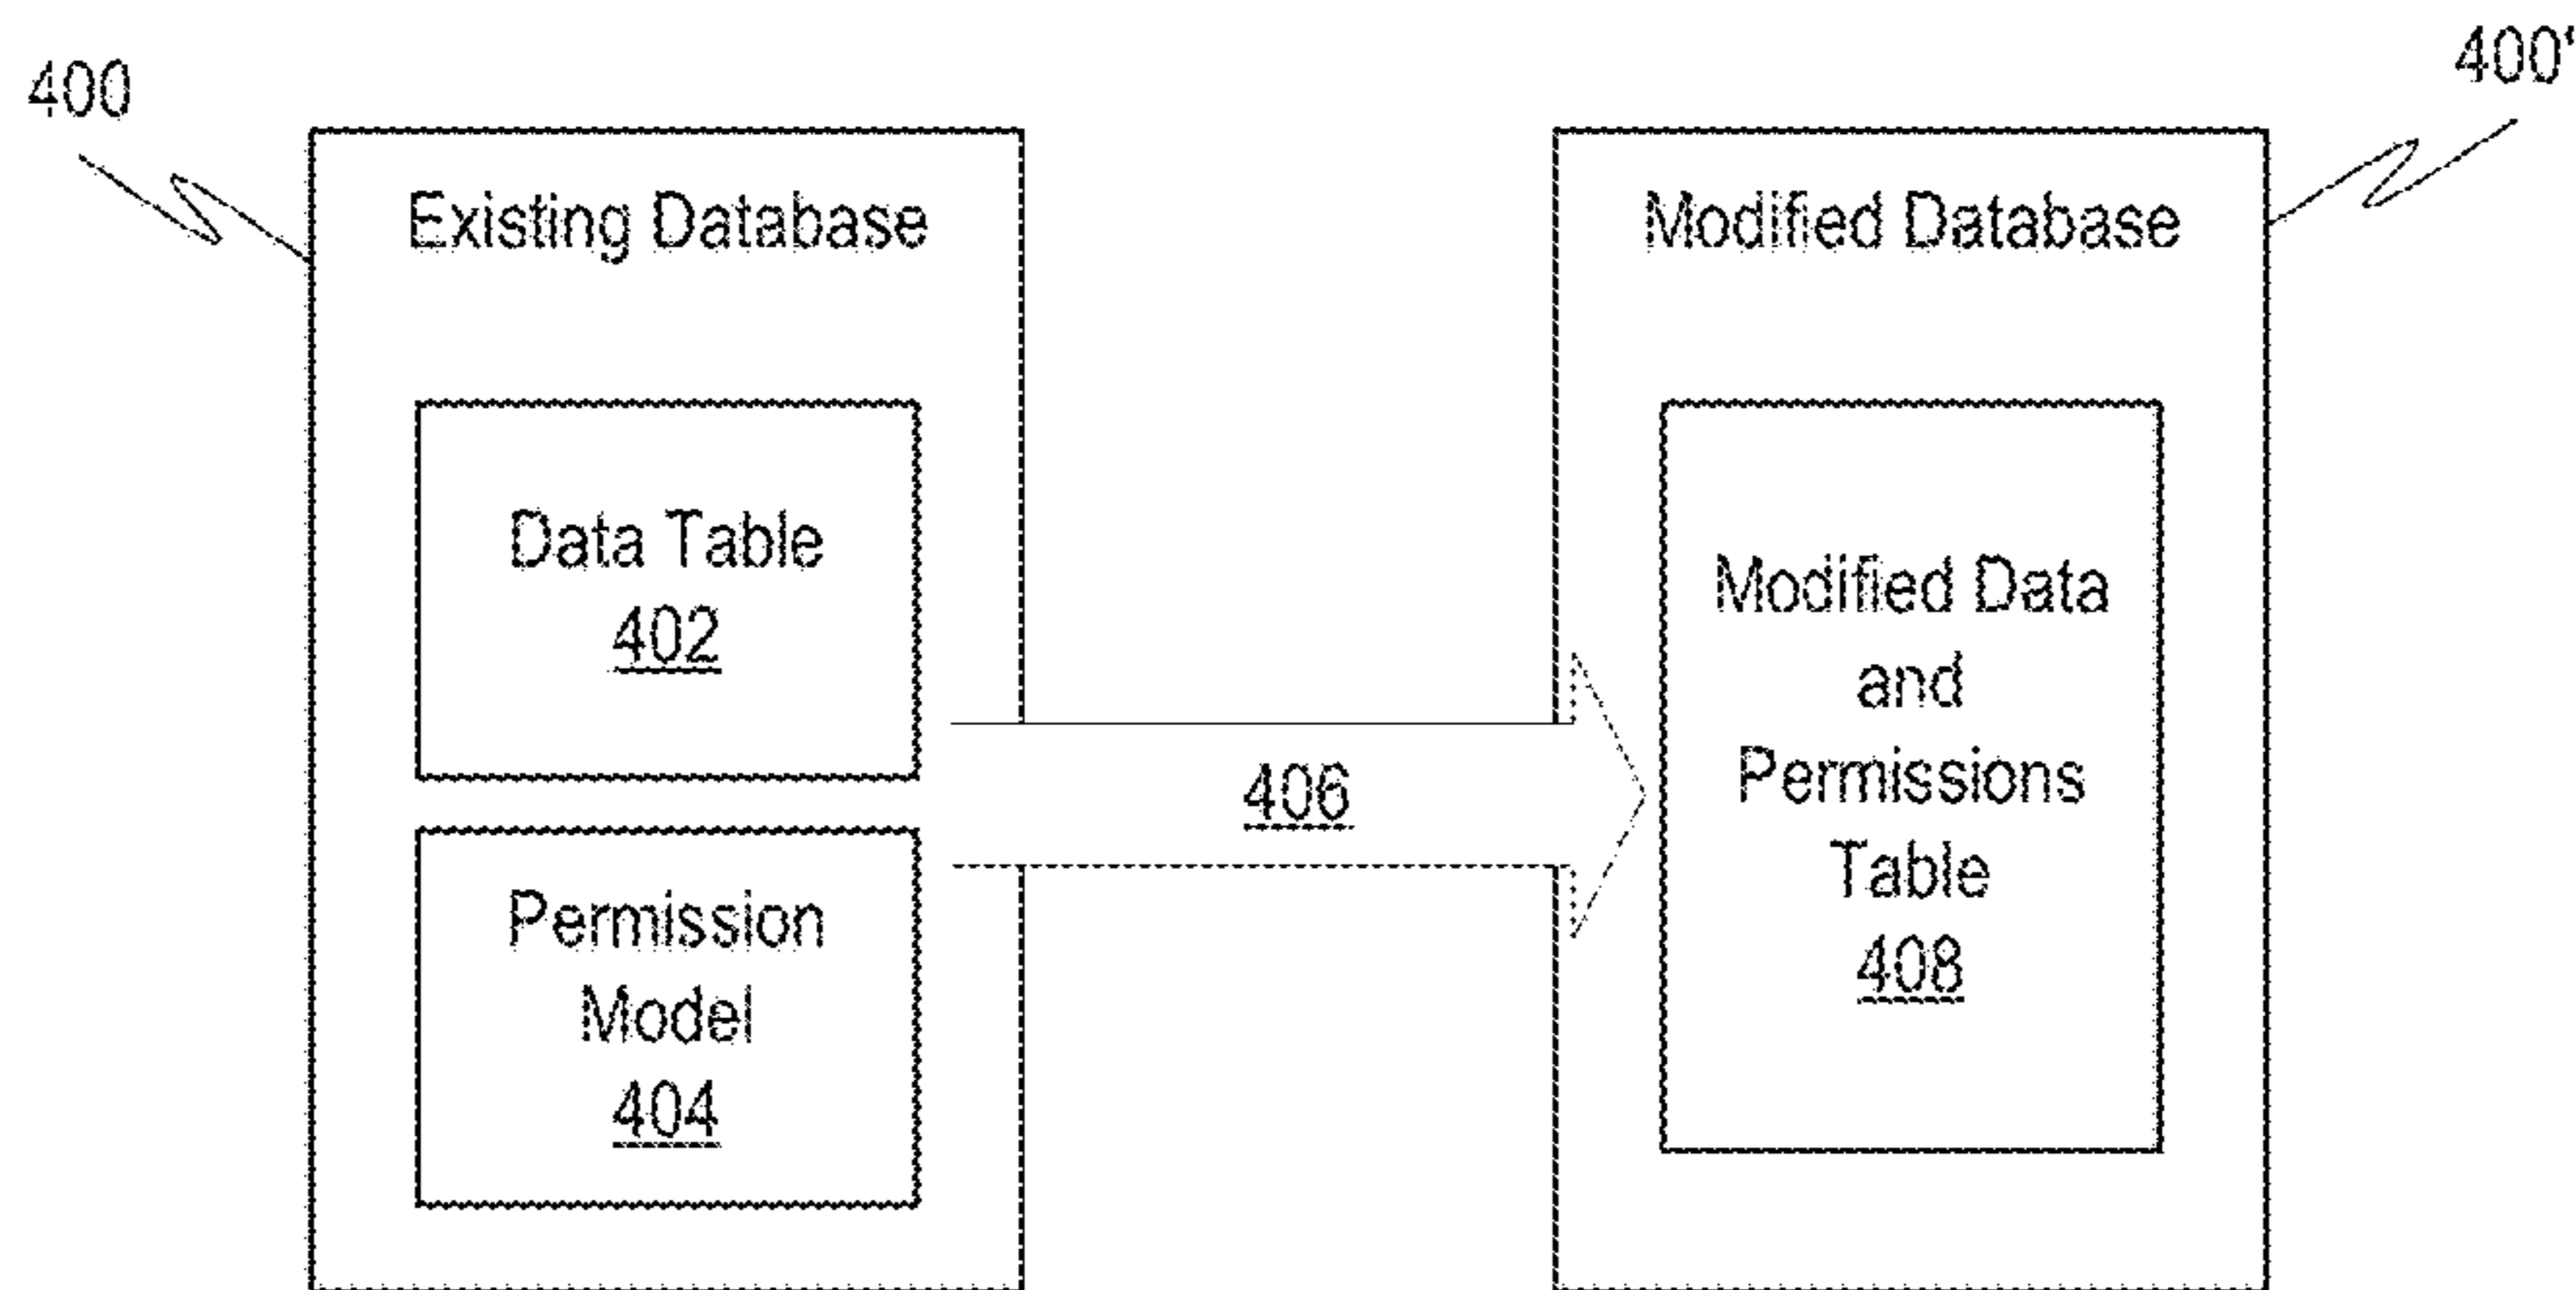 400
400'
Existing Database
Data Table
402
Permission
Model
404
406
Modified Database
Modified Data
and
Permissions
Table
408